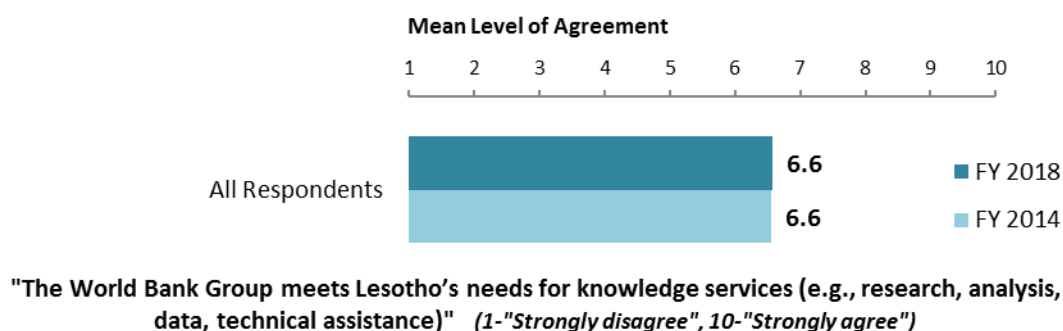 Mean Level of Agreement
1 2 3 4 5 6 7 8 9 10
All Respondents
6.6
6.6
FY 2018
FY 2014
"The World Bank Group meets Lesotho’s needs for knowledge services (e.g., research, analysis,
data, technical assistance)" (1-"Strongly disagree", 10-"Strongly agree")